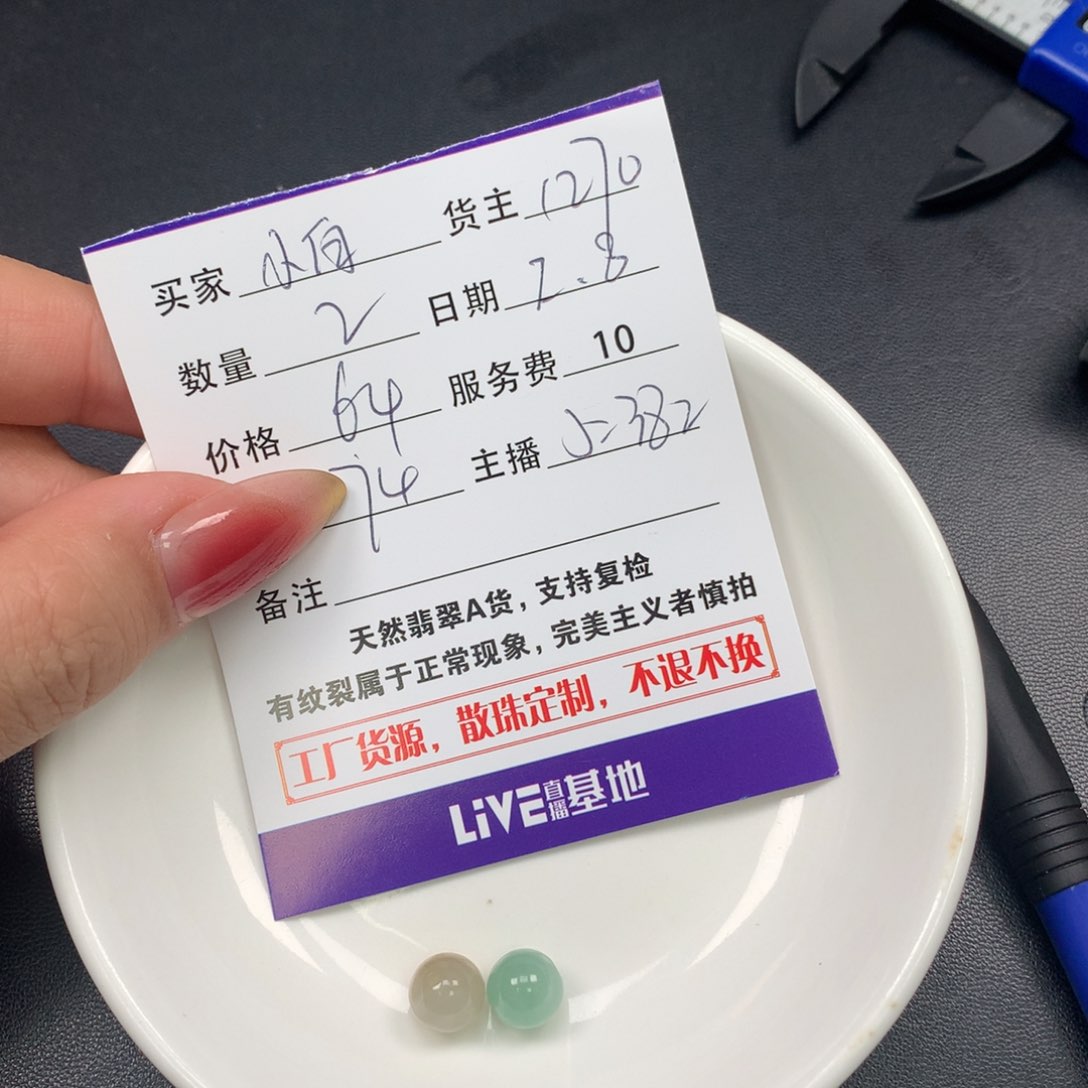 买家 小白 货主 1270
数量 2 日期 7.8
价格 64 服务费 10
74 主播 5-382
备注
天然翡翠A货，支持复检
有纹裂属于正常现象，完美主义者慎拍
工厂货源，散珠定制，不退不换
LiVE直播基地